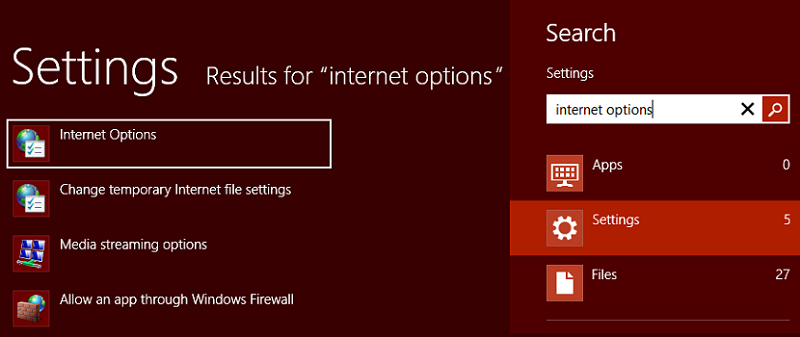 Settings Results for “internet options”
Internet Options
Change temporary Internet file settings
Media streaming options
Allow an app through Windows Firewall
Search
Settings
internet options
Apps 0
Settings 5
Files 27